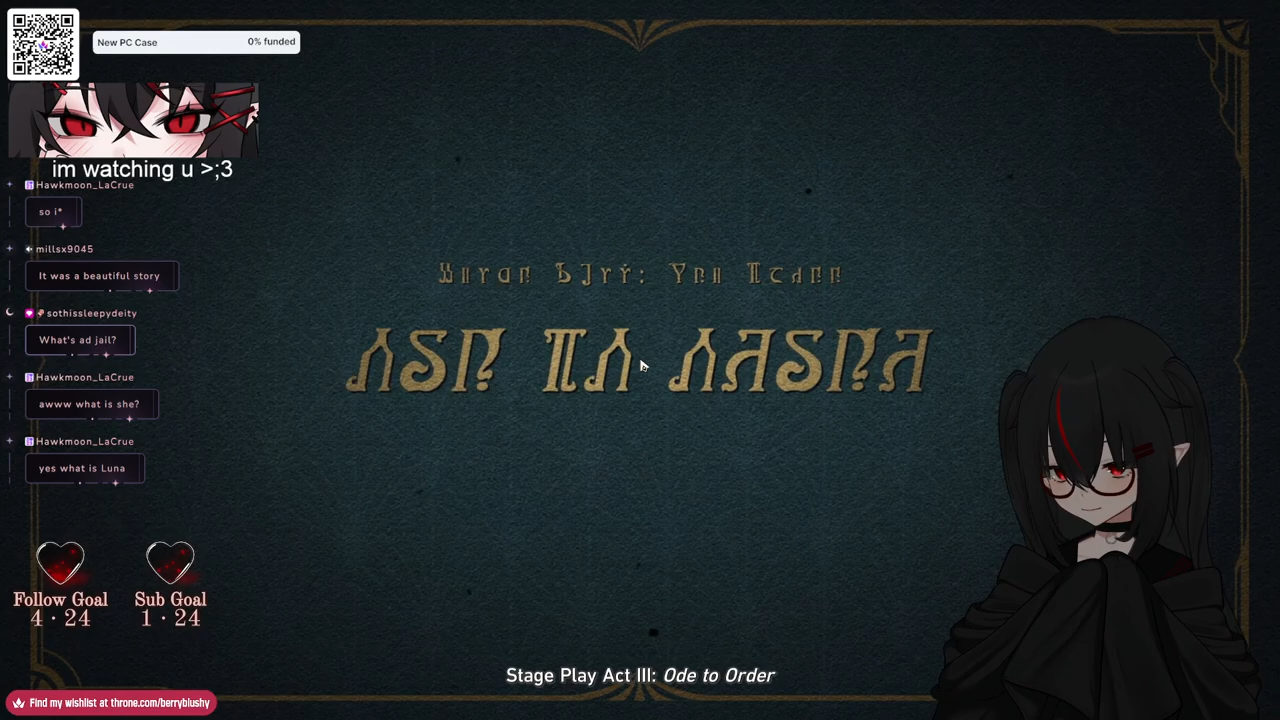 New PC Case 0% funded
im watching u >;3
Hawkmoon_LaCrue
so i*
millsx9045
It was a beautiful story
sothissleepydeity
What's ad jail?
Hawkmoon_LaCrue
awww what is she?
Hawkmoon_LaCrue
yes what is Luna
Follow Goal
4 · 24
Sub Goal
1 · 24
Stage Play Act III: Ode to Order
Find my wishlist at throne.com/berryblushy